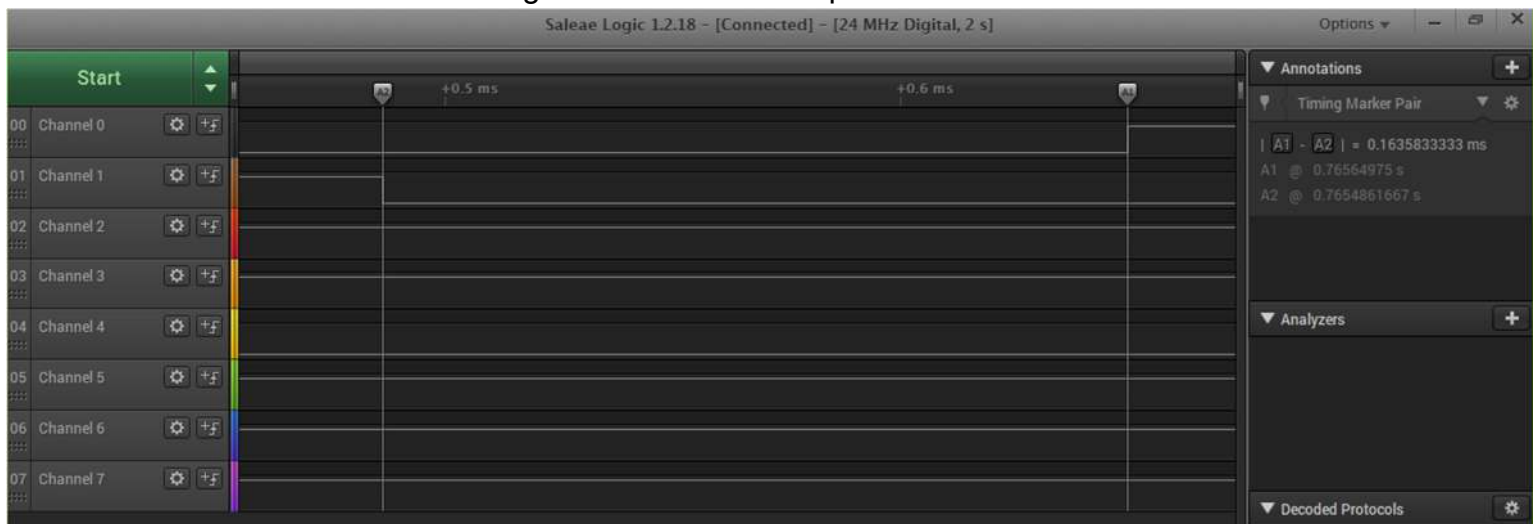 Saleae Logic 1.2.18 - [Connected] - [24 MHz Digital, 2 s]
Options
Start
+0.5 ms
+0.6 ms
A2
A1
00 Channel 0
01 Channel 1
02 Channel 2
03 Channel 3
04 Channel 4
05 Channel 5
06 Channel 6
07 Channel 7
Annotations
Timing Marker Pair
| A1 - A2 | = 0.1635833333 ms
A1 @ 0.76564975 s
A2 @ 0.7654861667 s
Analyzers
Decoded Protocols